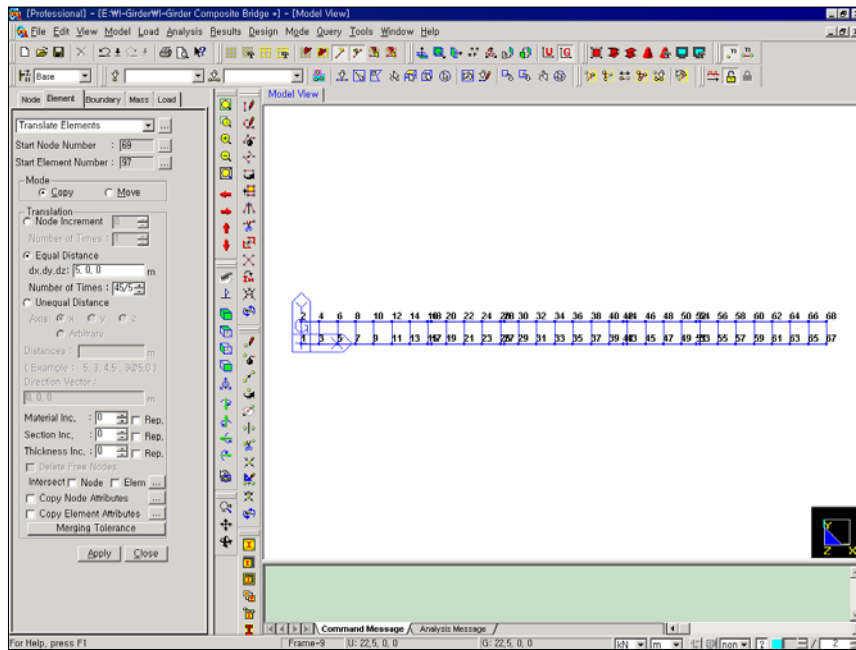 [Professional] - [E:\WI-Girder\WI-Girder Composite Bridge *] - [Model View]
File Edit View Model Load Analysis Results Design Mode Query Tools Window Help
Base
Node Element Boundary Mass Load
Model View
Translate Elements
Start Node Number : 69
Start Element Number : 97
Mode
Copy Move
Translation
Node Increment 0
Number of Times : 1
Equal Distance
dx,dy,dz: 5, 0, 0 m
Number of Times : 45/5
Unequal Distance
Axis: x y z
Arbitrary
Distances : m
( Example : 5, 3, 4.5, 3@5.0 )
Direction Vector :
0, 0, 0 m
Material Inc. : 0 Rep.
Section Inc. : 0 Rep.
Thickness Inc. : 0 Rep.
Delete Free Nodes
Intersect Node Elem ...
Copy Node Attributes ...
Copy Element Attributes ...
Merging Tolerance
Apply Close
Y
2 4 6 8 10 12 14 16 18 20 22 24 26 28 30 32 34 36 38 40 42 44 46 48 50 52 54 56 58 60 62 64 66 68
G
1 3 5 X 7 9 11 13 15 17 19 21 23 25 27 29 31 33 35 37 39 41 43 45 47 49 51 53 55 57 59 61 63 65 67
Y
Z X
Command Message Analysis Message
For Help, press F1 Frame-9 U: 22.5, 0, 0 G: 22.5, 0, 0 kN m non ? / 2